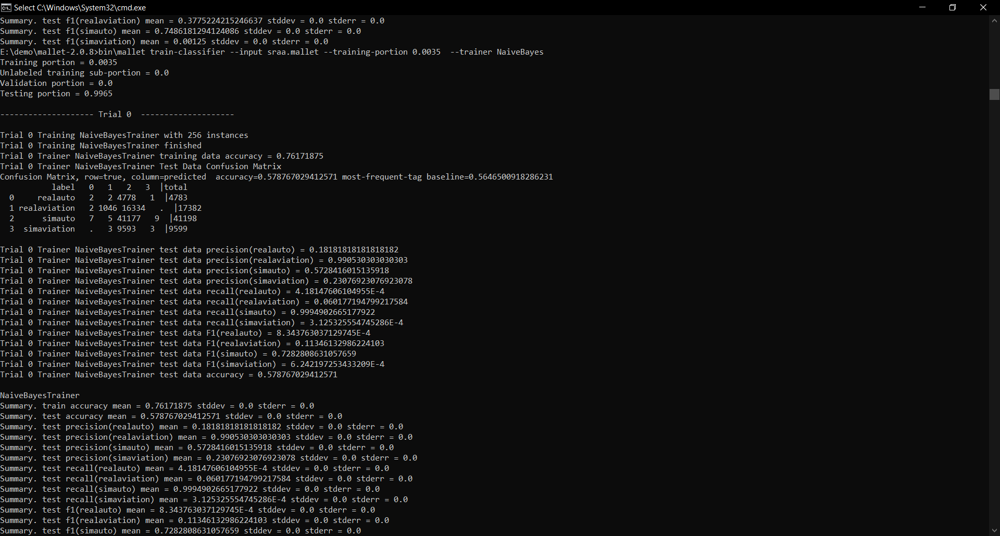 Select C:\Windows\System32\cmd.exe
Summary. test f1(realaviation) mean = 0.3775224215246637 stddev = 0.0 stderr = 0.0
Summary. test f1(simauto) mean = 0.7486181294124086 stddev = 0.0 stderr = 0.0
Summary. test f1(simaviation) mean = 0.00125 stddev = 0.0 stderr = 0.0
E:\demo\mallet-2.0.8>bin\mallet train-classifier --input sraa.mallet --training-portion 0.0035  --trainer NaiveBayes
Training portion = 0.0035
Unlabeled training sub-portion = 0.0
Validation portion = 0.0
Testing portion = 0.9965
-------------------- Trial 0  --------------------
Trial 0 Training NaiveBayesTrainer with 256 instances
Trial 0 Training NaiveBayesTrainer finished
Trial 0 Trainer NaiveBayesTrainer training data accuracy = 0.76171875
Trial 0 Trainer NaiveBayesTrainer Test Data Confusion Matrix
Confusion Matrix, row=true, column=predicted  accuracy=0.578767029412571 most-frequent-tag baseline=0.5646500918286231
           label   0   1   2   3  |total
  0     realauto   2   2 4778   1  |4783
  1 realaviation   2 1046 16334   .  |17382
  2      simauto   7   5 41177   9  |41198
  3  simaviation   .   3 9593   3  |9599
Trial 0 Trainer NaiveBayesTrainer test data precision(realauto) = 0.18181818181818182
Trial 0 Trainer NaiveBayesTrainer test data precision(realaviation) = 0.990530303030303
Trial 0 Trainer NaiveBayesTrainer test data precision(simauto) = 0.5728416015135918
Trial 0 Trainer NaiveBayesTrainer test data precision(simaviation) = 0.23076923076923078
Trial 0 Trainer NaiveBayesTrainer test data recall(realauto) = 4.18147606104955E-4
Trial 0 Trainer NaiveBayesTrainer test data recall(realaviation) = 0.060177194799217584
Trial 0 Trainer NaiveBayesTrainer test data recall(simauto) = 0.9994902665177922
Trial 0 Trainer NaiveBayesTrainer test data recall(simaviation) = 3.125325554745286E-4
Trial 0 Trainer NaiveBayesTrainer test data F1(realauto) = 8.343763037129745E-4
Trial 0 Trainer NaiveBayesTrainer test data F1(realaviation) = 0.11346132986224103
Trial 0 Trainer NaiveBayesTrainer test data F1(simauto) = 0.7282808631057659
Trial 0 Trainer NaiveBayesTrainer test data F1(simaviation) = 6.242197253433209E-4
Trial 0 Trainer NaiveBayesTrainer test data accuracy = 0.578767029412571
NaiveBayesTrainer
Summary. train accuracy mean = 0.76171875 stddev = 0.0 stderr = 0.0
Summary. test accuracy mean = 0.578767029412571 stddev = 0.0 stderr = 0.0
Summary. test precision(realauto) mean = 0.18181818181818182 stddev = 0.0 stderr = 0.0
Summary. test precision(realaviation) mean = 0.990530303030303 stddev = 0.0 stderr = 0.0
Summary. test precision(simauto) mean = 0.5728416015135918 stddev = 0.0 stderr = 0.0
Summary. test precision(simaviation) mean = 0.23076923076923078 stddev = 0.0 stderr = 0.0
Summary. test recall(realauto) mean = 4.18147606104955E-4 stddev = 0.0 stderr = 0.0
Summary. test recall(realaviation) mean = 0.060177194799217584 stddev = 0.0 stderr = 0.0
Summary. test recall(simauto) mean = 0.9994902665177922 stddev = 0.0 stderr = 0.0
Summary. test recall(simaviation) mean = 3.125325554745286E-4 stddev = 0.0 stderr = 0.0
Summary. test f1(realauto) mean = 8.343763037129745E-4 stddev = 0.0 stderr = 0.0
Summary. test f1(realaviation) mean = 0.11346132986224103 stddev = 0.0 stderr = 0.0
Summary. test f1(simauto) mean = 0.7282808631057659 stddev = 0.0 stderr = 0.0